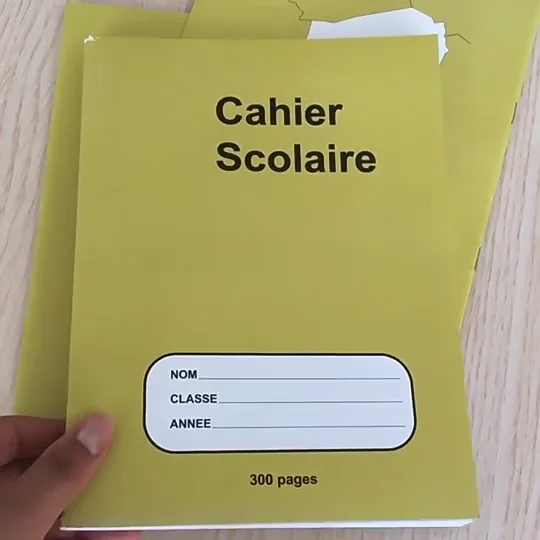 Cahier
Scolaire
NOM
CLASSE
ANNEE
300 pages